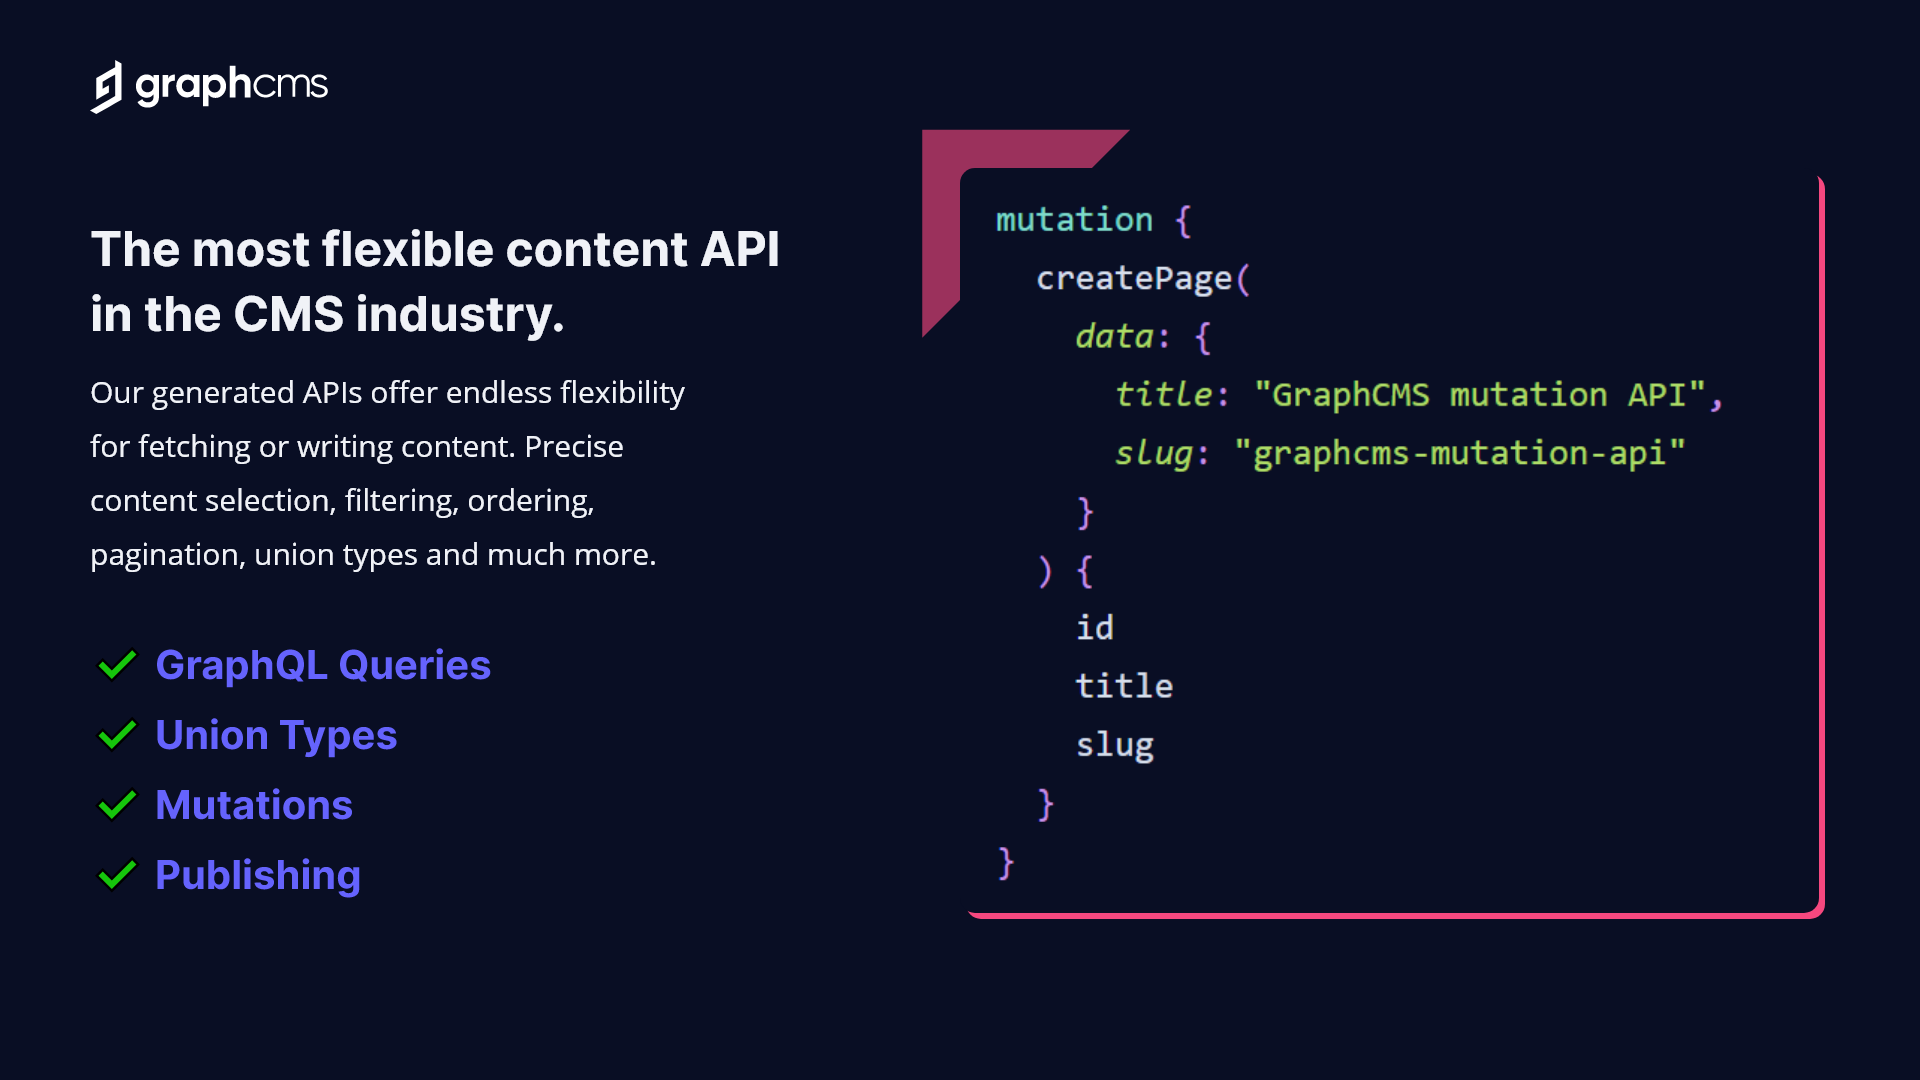 graphcms
The most flexible content API
in the CMS industry.
Our generated APIs offer endless flexibility
for fetching or writing content. Precise
content selection, filtering, ordering,
pagination, union types and much more.
GraphQL Queries
Union Types
Mutations
Publishing
mutation {
  createPage(
    data: {
      title: "GraphCMS mutation API",
      slug: "graphcms-mutation-api"
    }
  ) {
    id
    title
    slug
  }
}